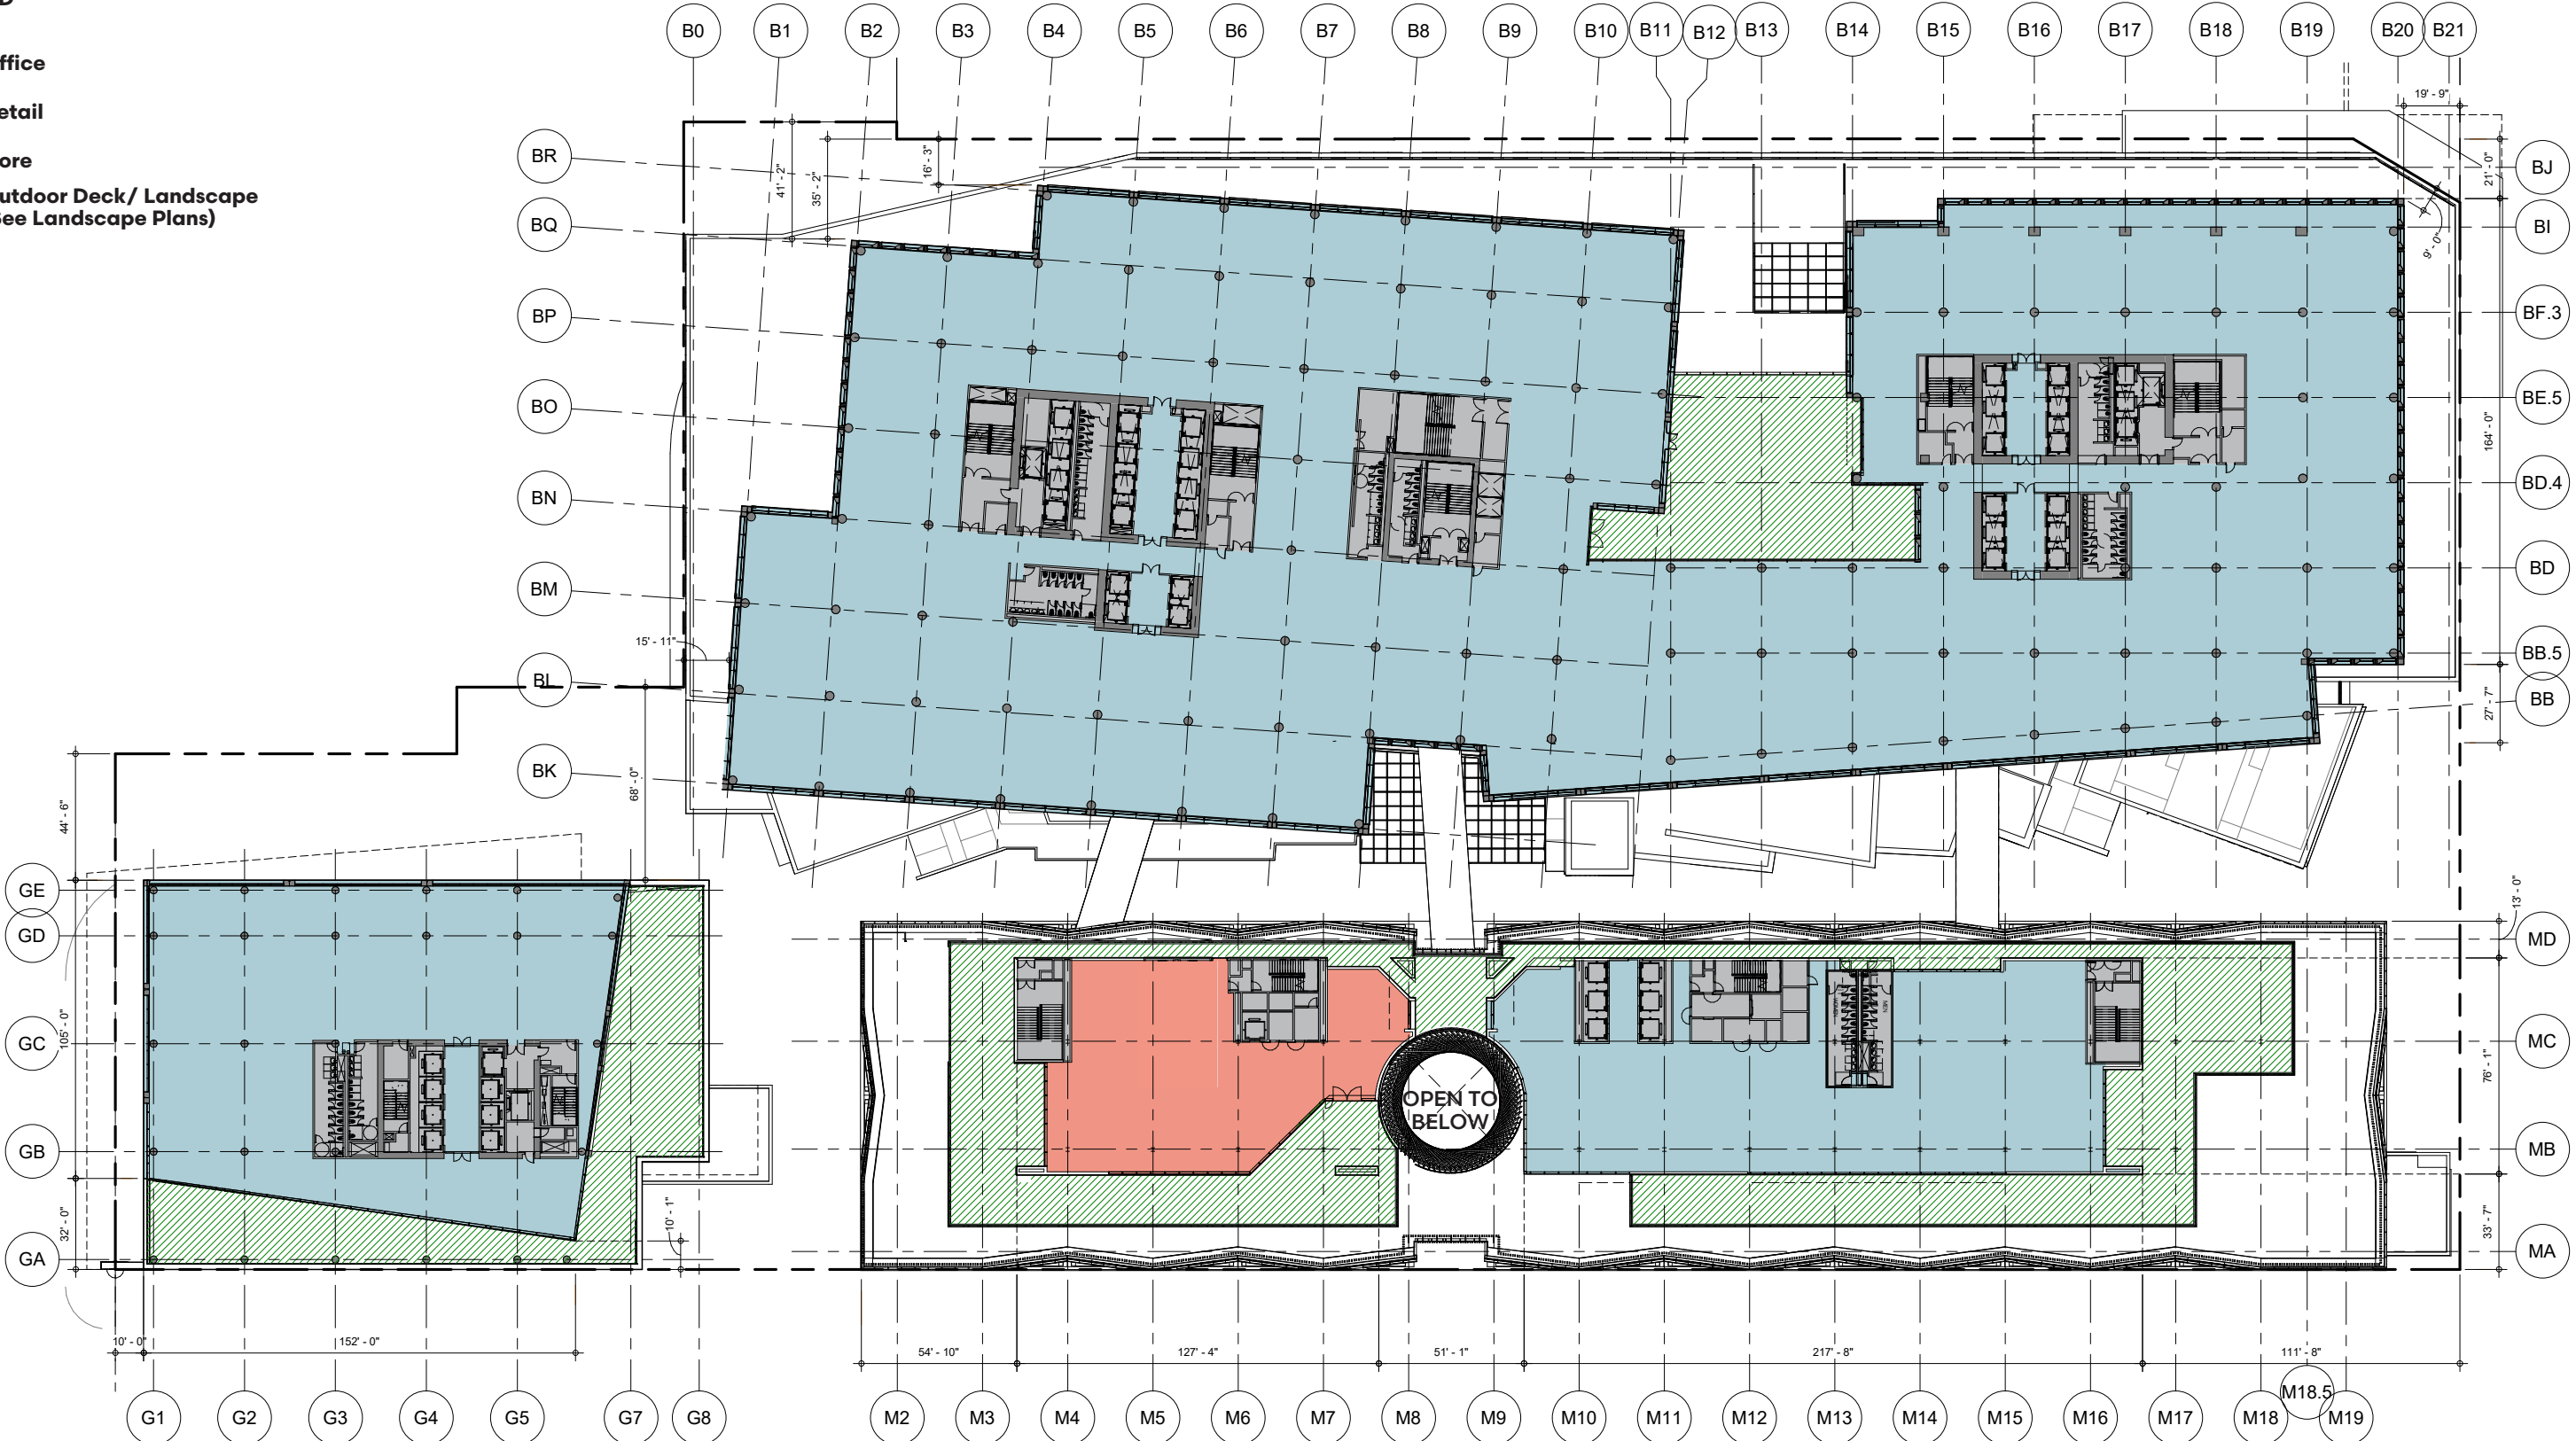 ffice
etail
ore
utdoor Deck/ Landscape
ee Landscape Plans)
B0 B1 B2 B3 B4 B5 B6 B7 B8 B9 B10 B11 B12 B13 B14 B15 B16 B17 B18 B19 B20 B21
19' - 9"
BR
BQ
BP
BO
BN
BM
BL
BK
41' - 2"
35' - 2"
16' - 3"
15' - 11"
68' - 0"
BJ
BI
BF.3
BE.5
BD.4
BD
BB.5
BB
21' - 0"
9' - 0"
164' - 0"
27' - 7"
44' - 6"
105' - 0"
32' - 0"
10' - 1"
GE
GD
GC
GB
GA
OPEN TO
BELOW
WOMEN
MEN
13' - 0"
76' - 1"
33' - 7"
MD
MC
MB
MA
10' - 0" 152' - 0" 54' - 10" 127' - 4" 51' - 1" 217' - 8" 111' - 8"
G1 G2 G3 G4 G5 G7 G8 M2 M3 M4 M5 M6 M7 M8 M9 M10 M11 M12 M13 M14 M15 M16 M17 M18 M18.5 M19